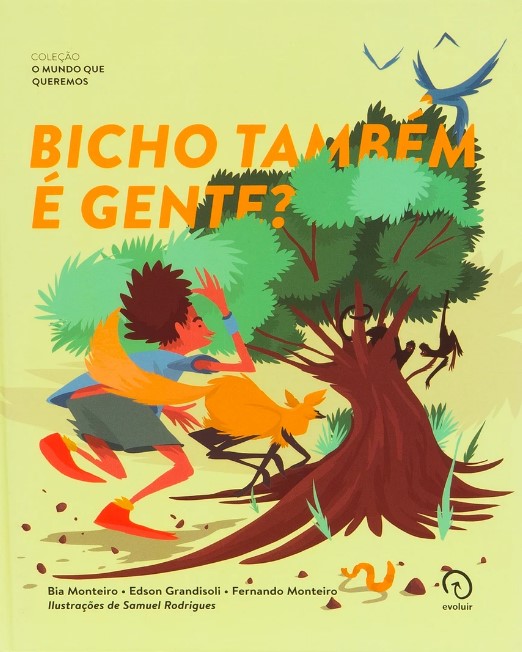 COLEÇÃO
O MUNDO QUE
QUEREMOS
BICHO TAMBÉM
É GENTE?
Bia Monteiro • Edson Grandisoli • Fernando Monteiro
Ilustrações de Samuel Rodrigues
evoluir